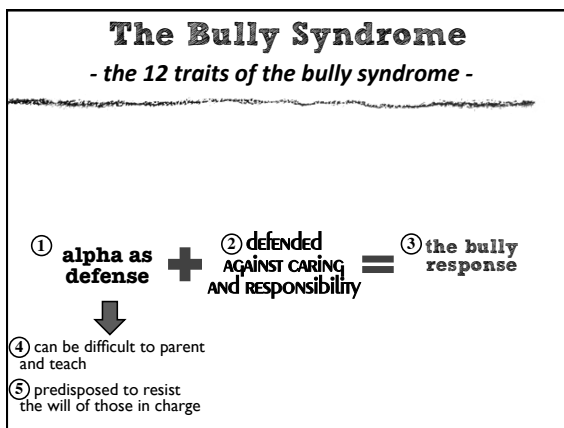 The Bully Syndrome
- the 12 traits of the bully syndrome -
① alpha as
defense
+
② defended
against caring
and responsibility
=
③ the bully
response
④ can be difficult to parent
and teach
⑤ predisposed to resist
the will of those in charge